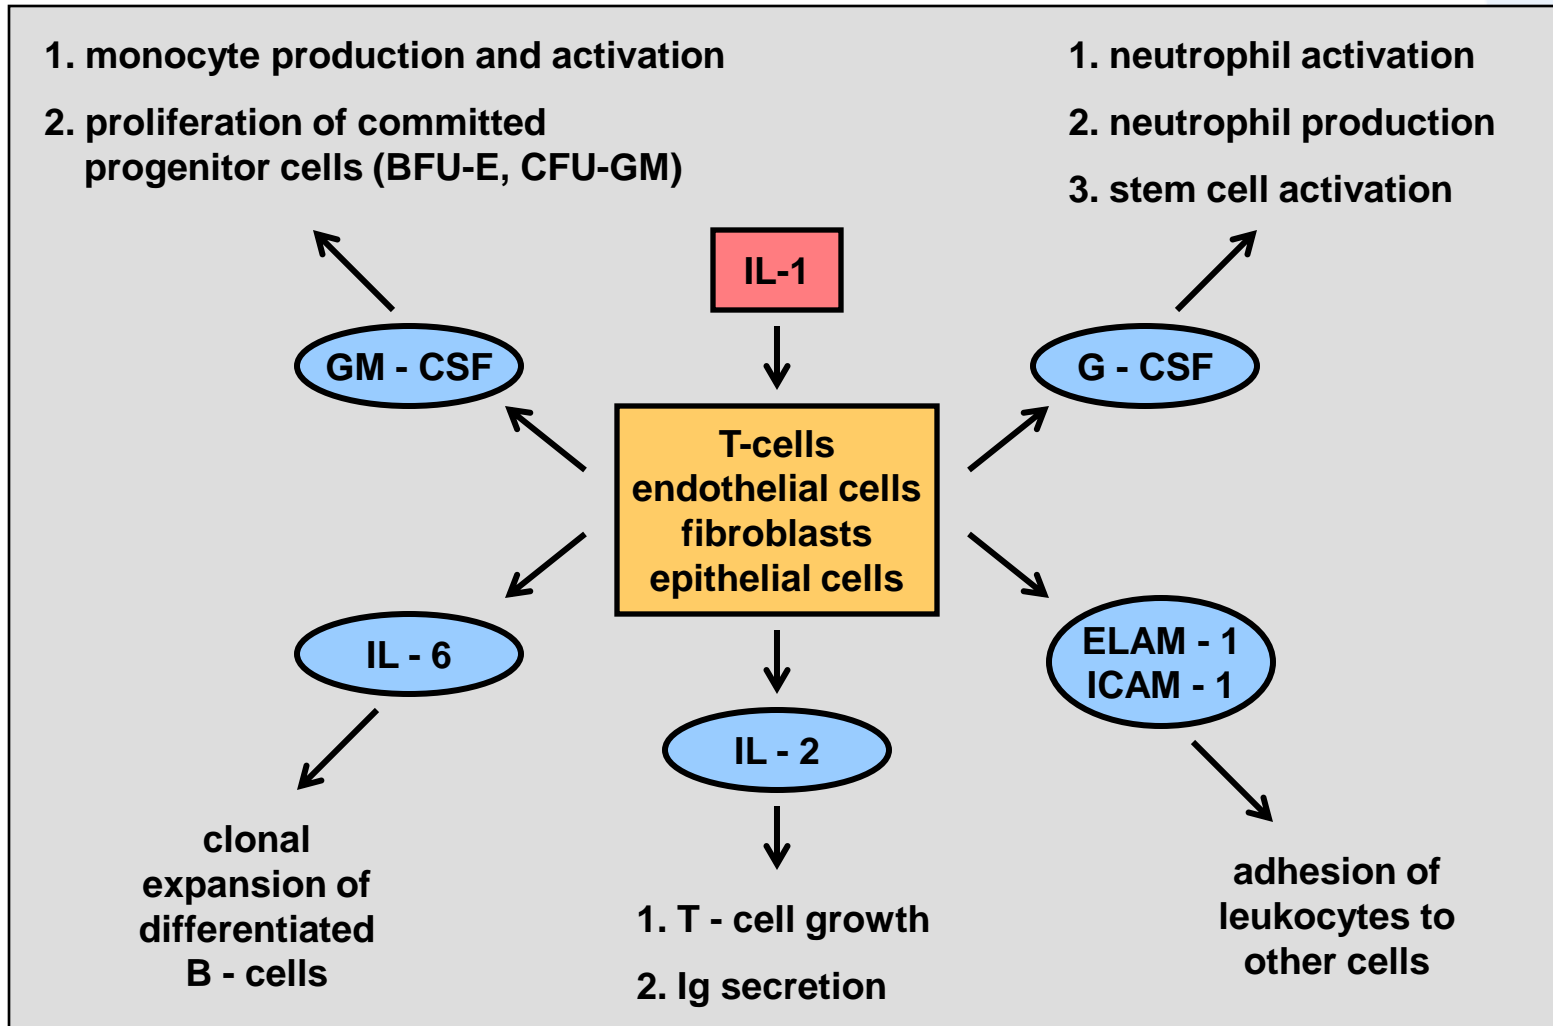 1. monocyte production and activation
2. proliferation of committed
progenitor cells (BFU-E, CFU-GM)
1. neutrophil activation
2. neutrophil production
3. stem cell activation
IL-1
GM - CSF
G - CSF
T-cells
endothelial cells
fibroblasts
epithelial cells
IL - 6
ELAM - 1
ICAM - 1
IL - 2
clonal
expansion of
differentiated
B - cells
1. T - cell growth
2. Ig secretion
adhesion of
leukocytes to
other cells